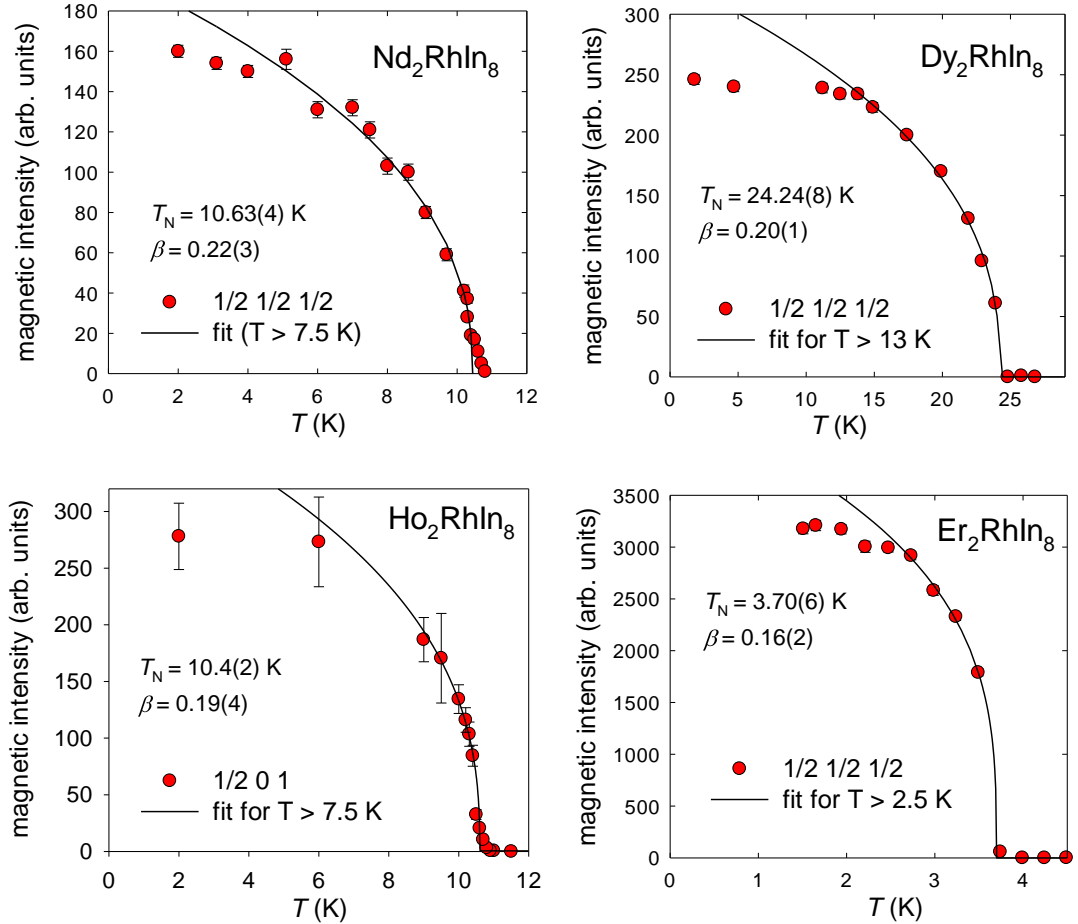 Nd₂RhIn₈
magnetic intensity (arb. units)
180
160
140
120
100
80
60
40
20
0
T_N = 10.63(4) K
β = 0.22(3)
1/2 1/2 1/2
fit (T > 7.5 K)
0 2 4 6 8 10 12
T (K)
Dy₂RhIn₈
magnetic intensity (arb. units)
300
250
200
150
100
50
0
T_N = 24.24(8) K
β = 0.20(1)
1/2 1/2 1/2
fit for T > 13 K
0 5 10 15 20 25
T (K)
Ho₂RhIn₈
magnetic intensity (arb. units)
300
250
200
150
100
50
0
T_N = 10.4(2) K
β = 0.19(4)
1/2 0 1
fit for T > 7.5 K
0 2 4 6 8 10 12
T (K)
Er₂RhIn₈
magnetic intensity (arb. units)
3500
3000
2500
2000
1500
1000
500
0
T_N = 3.70(6) K
β = 0.16(2)
1/2 1/2 1/2
fit for T > 2.5 K
0 1 2 3 4
T (K)